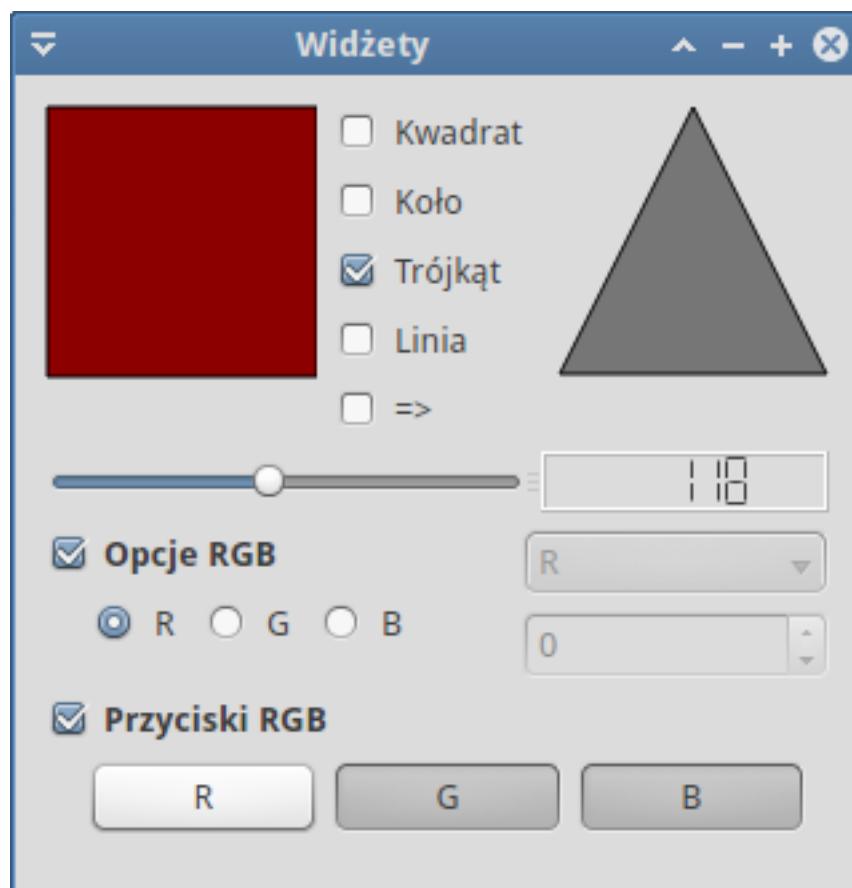 Widżety
Kwadrat
Koło
Trójkąt
Linia
=>
118
Opcje RGB
R
R G B
0
Przyciski RGB
R G B